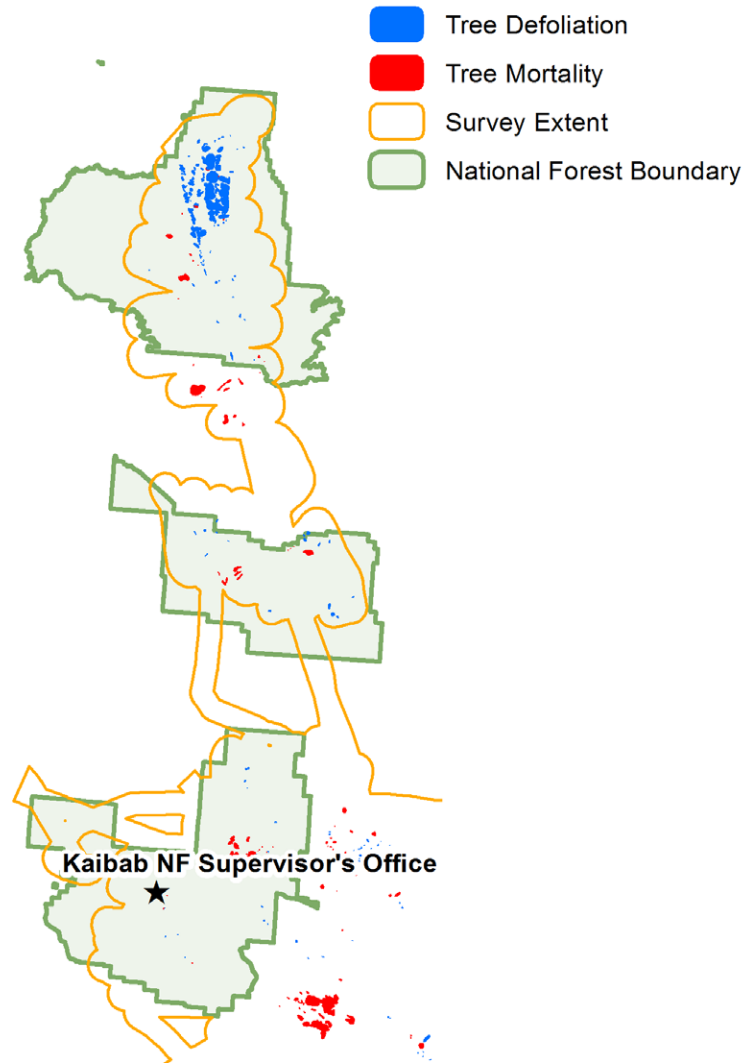 Tree Defoliation
Tree Mortality
Survey Extent
National Forest Boundary
Kaibab NF Supervisor's Office